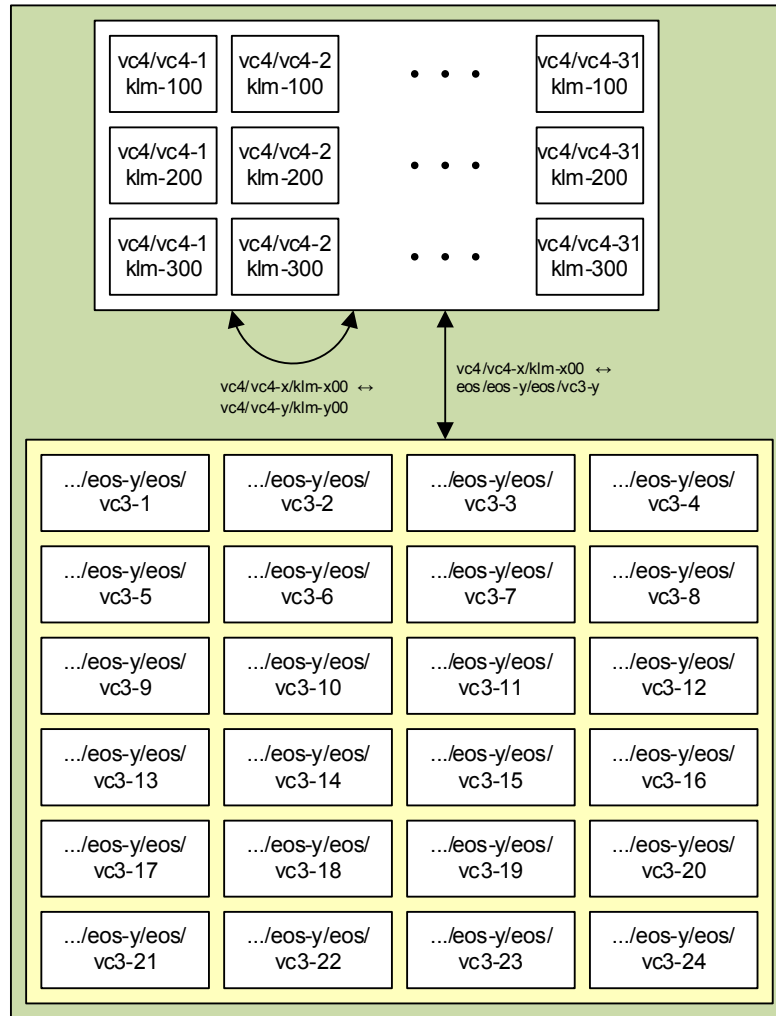 vc4/vc4-1 vc4/vc4-2 • • • vc4/vc4-31
klm-100 klm-100 klm-100
vc4/vc4-1 vc4/vc4-2 • • • vc4/vc4-31
klm-200 klm-200 klm-200
vc4/vc4-1 vc4/vc4-2 • • • vc4/vc4-31
klm-300 klm-300 klm-300
vc4/vc4-x/klm-x00 ↔
vc4/vc4-y/klm-y00
vc4/vc4-x/klm-x00 ↔
eos/eos-y/eos/vc3-y
.../eos-y/eos/ .../eos-y/eos/ .../eos-y/eos/ .../eos-y/eos/
vc3-1 vc3-2 vc3-3 vc3-4
.../eos-y/eos/ .../eos-y/eos/ .../eos-y/eos/ .../eos-y/eos/
vc3-5 vc3-6 vc3-7 vc3-8
.../eos-y/eos/ .../eos-y/eos/ .../eos-y/eos/ .../eos-y/eos/
vc3-9 vc3-10 vc3-11 vc3-12
.../eos-y/eos/ .../eos-y/eos/ .../eos-y/eos/ .../eos-y/eos/
vc3-13 vc3-14 vc3-15 vc3-16
.../eos-y/eos/ .../eos-y/eos/ .../eos-y/eos/ .../eos-y/eos/
vc3-17 vc3-18 vc3-19 vc3-20
.../eos-y/eos/ .../eos-y/eos/ .../eos-y/eos/ .../eos-y/eos/
vc3-21 vc3-22 vc3-23 vc3-24